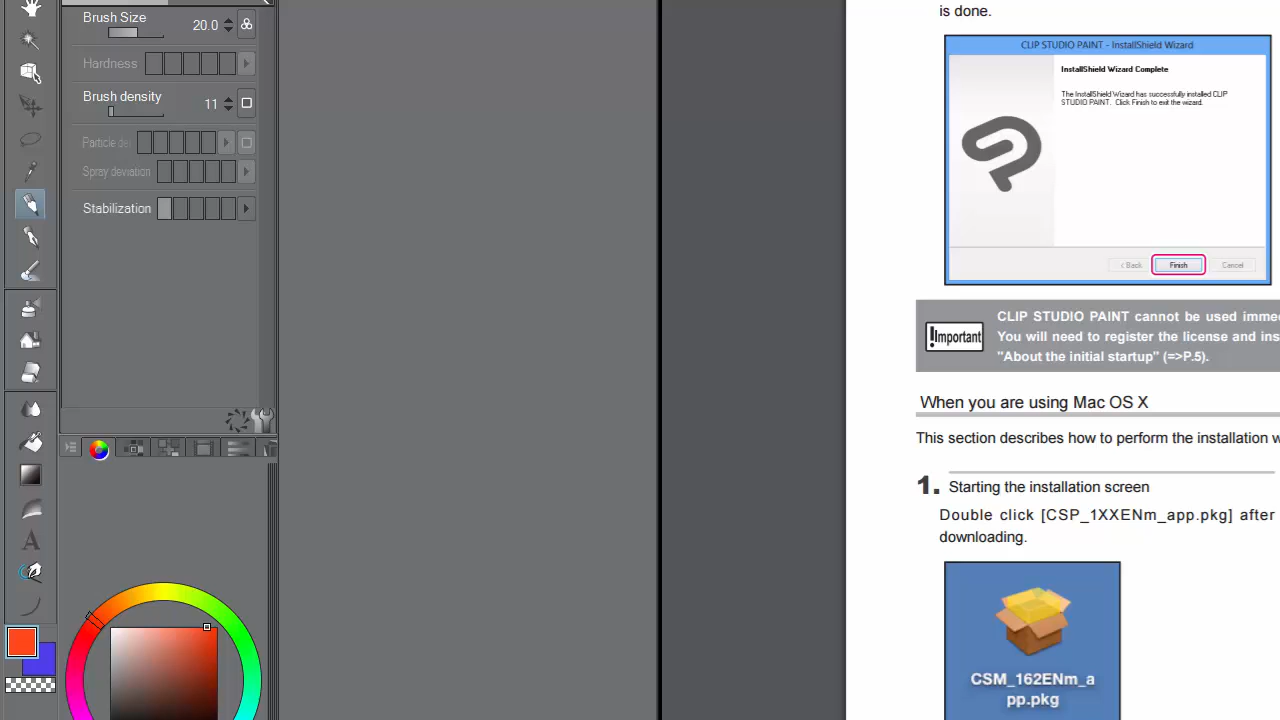 Brush Size 20.0
Hardness
Brush density 11
Particle
Spray deviation
Stabilization
A
is done.
CLIP STUDIO PAINT - InstallShield Wizard
InstallShield Wizard Complete
The InstallShield Wizard has successfully installed CLIP
STUDIO PAINT. Click Finish to exit the wizard.
< Back Finish Cancel
!Important
CLIP STUDIO PAINT cannot be used imme
You will need to register the license and ins
"About the initial startup" (=>P.5).
When you are using Mac OS X
This section describes how to perform the installation w
1. Starting the installation screen
Double click [CSP_1XXENm_app.pkg] after
downloading.
CSM_162ENm_a
pp.pkg